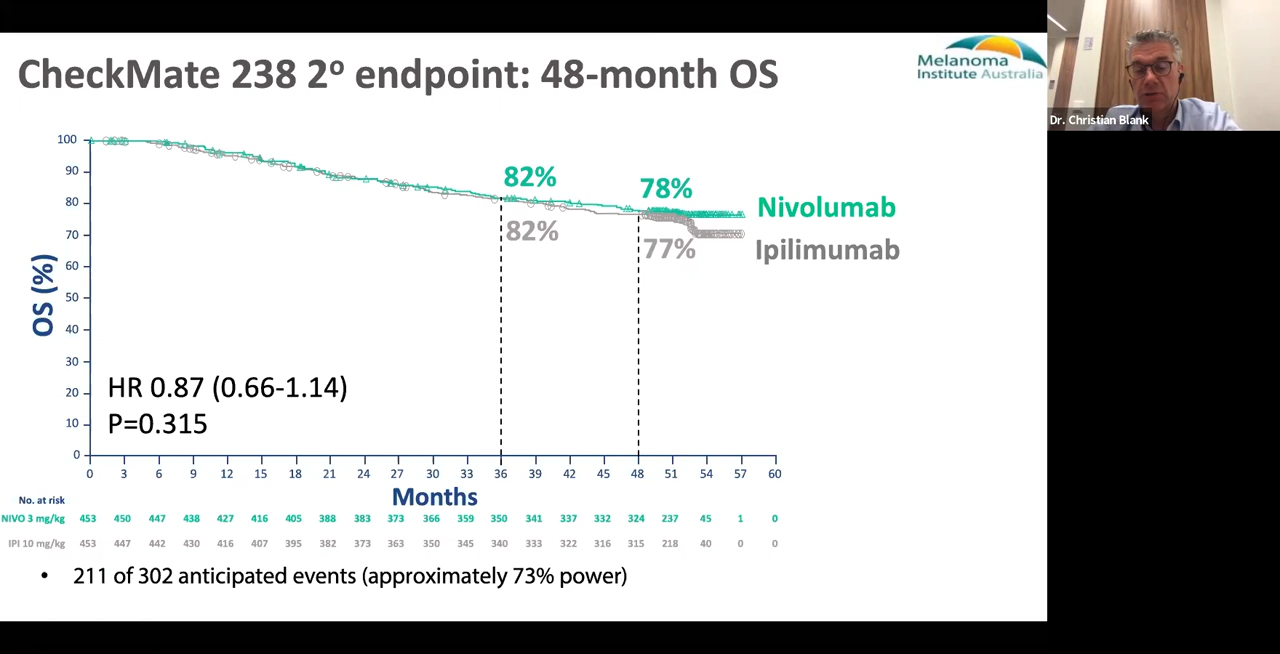 CheckMate 238 2º endpoint: 48-month OS
Melanoma
Institute Australia
Dr. Christian Blank
100
90
80
70
60
50
40
30
20
10
0
OS (%)
82%
82%
78%
77%
Nivolumab
Ipilimumab
HR 0.87 (0.66-1.14)
P=0.315
0 3 6 9 12 15 18 21 24 27 30 33 36 39 42 45 48 51 54 57 60
Months
No. at risk
NIVO 3 mg/kg 453 450 447 438 427 416 405 388 383 373 366 359 350 341 337 332 324 237 45 1 0
IPI 10 mg/kg 453 447 442 430 416 407 395 382 373 363 350 345 340 333 322 316 315 218 40 0 0
• 211 of 302 anticipated events (approximately 73% power)